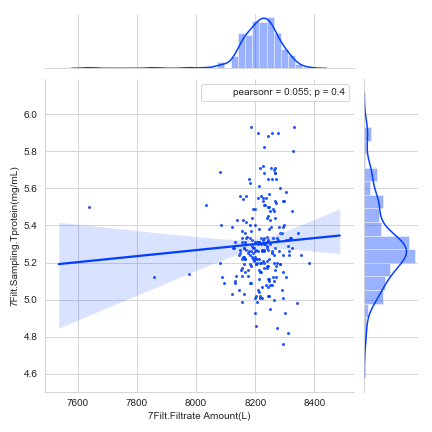 pearsonr = 0.055; p = 0.4
7Filt.Sampling.Tprotein(mg/mL)
6.0
5.8
5.6
5.4
5.2
5.0
4.8
4.6
7600 7800 8000 8200 8400
7Filt.Filtrate Amount(L)